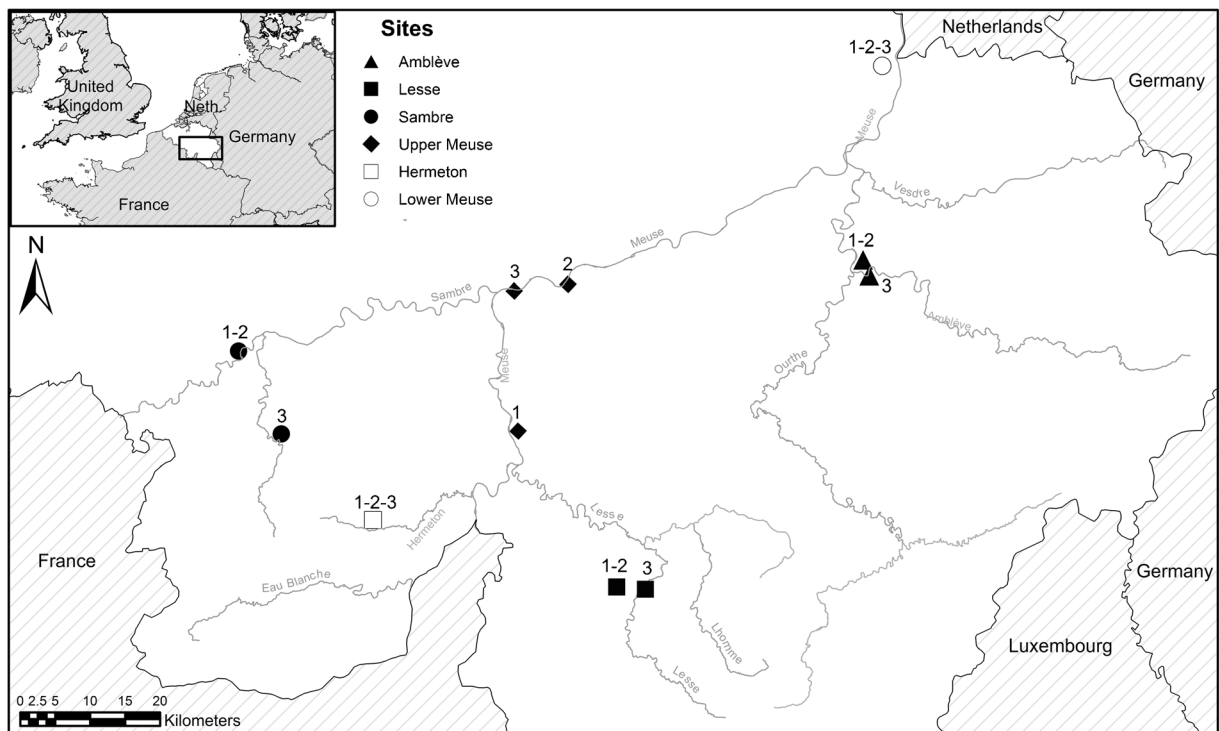 Sites
Amblève
Lesse
Sambre
Upper Meuse
Hermeton
Lower Meuse
United
Kingdom
Neth.
Germany
France
Netherlands
Germany
1-2-3
Meuse
Vesdre
N
Meuse
1-2
3
Amblève
3
2
Sambre
1-2
Meuse
Ourthe
3
1
1-2-3
Hermeton
Lesse
Eau Blanche
1-2
3
France
Germany
Lhomme
Luxembourg
Lesse
0 2.5 5 10 15 20
Kilometers